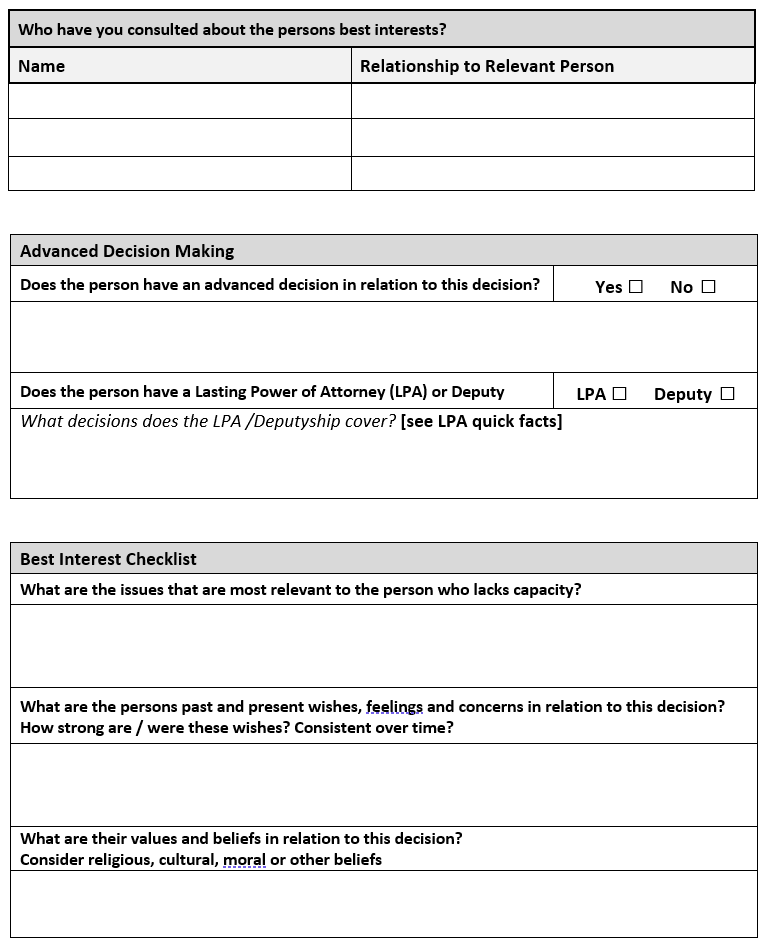 Who have you consulted about the persons best interests?
Name
Relationship to Relevant Person
Advanced Decision Making
Does the person have an advanced decision in relation to this decision?
Yes ☐ No ☐
Does the person have a Lasting Power of Attorney (LPA) or Deputy
LPA ☐ Deputy ☐
What decisions does the LPA /Deputyship cover? [see LPA quick facts]
Best Interest Checklist
What are the issues that are most relevant to the person who lacks capacity?
What are the persons past and present wishes, feelings and concerns in relation to this decision?
How strong are / were these wishes? Consistent over time?
What are their values and beliefs in relation to this decision?
Consider religious, cultural, moral or other beliefs